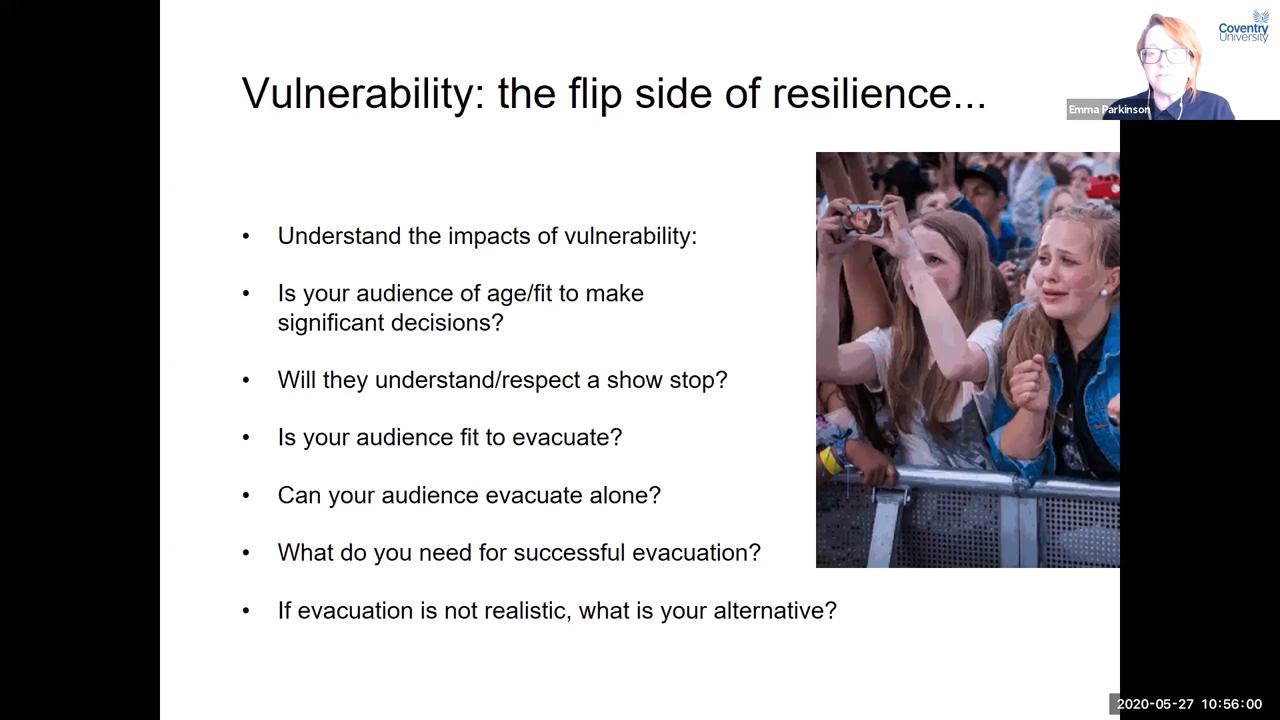 Coventry
University
Emma Parkinson
Vulnerability: the flip side of resilience...
• Understand the impacts of vulnerability:
• Is your audience of age/fit to make
significant decisions?
• Will they understand/respect a show stop?
• Is your audience fit to evacuate?
• Can your audience evacuate alone?
• What do you need for successful evacuation?
• If evacuation is not realistic, what is your alternative?
2020-05-27 10:56:00